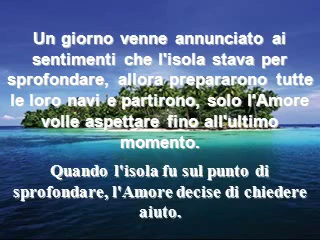 Un giorno venne annunciato ai
sentimenti che l'isola stava per
sprofondare, allora prepararono tutte
le loro navi e partirono, solo l'Amore
volle aspettare fino all'ultimo
momento.
Quando l'isola fu sul punto di
sprofondare, l'Amore decise di chiedere
aiuto.